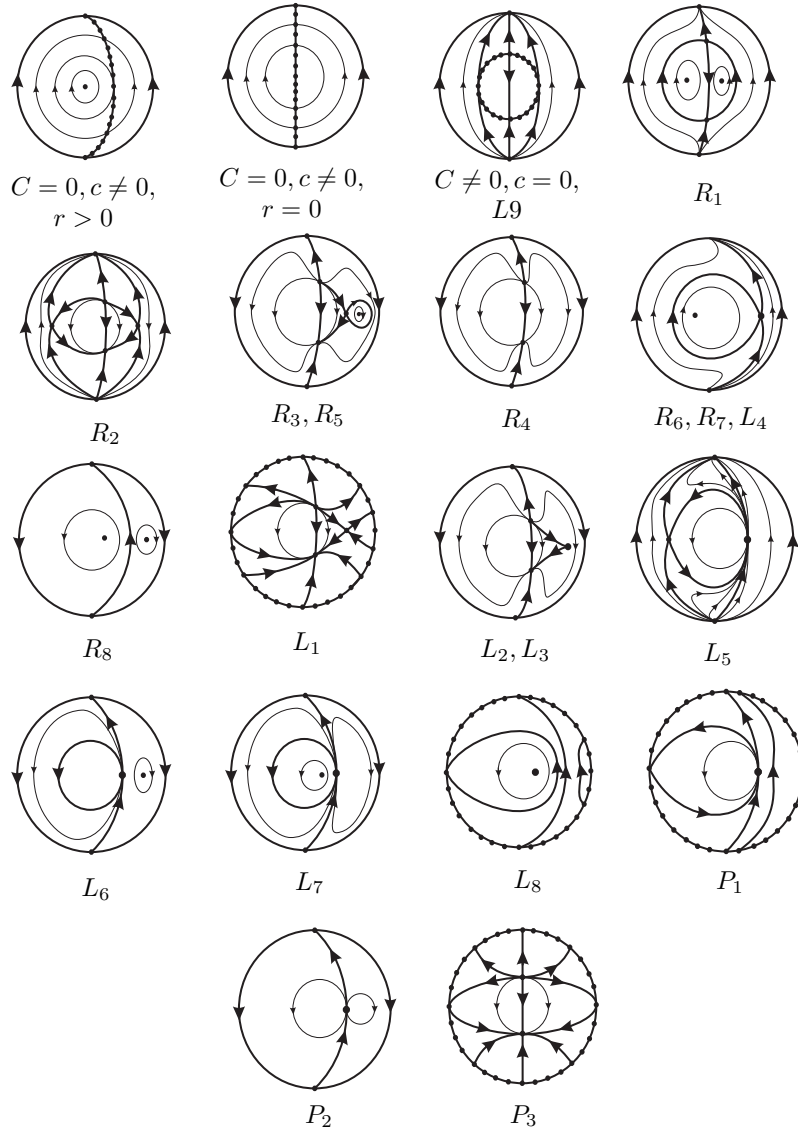 C = 0, c ≠ 0,
r > 0
C = 0, c ≠ 0,
r = 0
C ≠ 0, c = 0,
L9
R₁
R₂
R₃, R₅
R₄
R₆, R₇, L₄
R₈
L₁
L₂, L₃
L₅
L₆
L₇
L₈
P₁
P₂
P₃